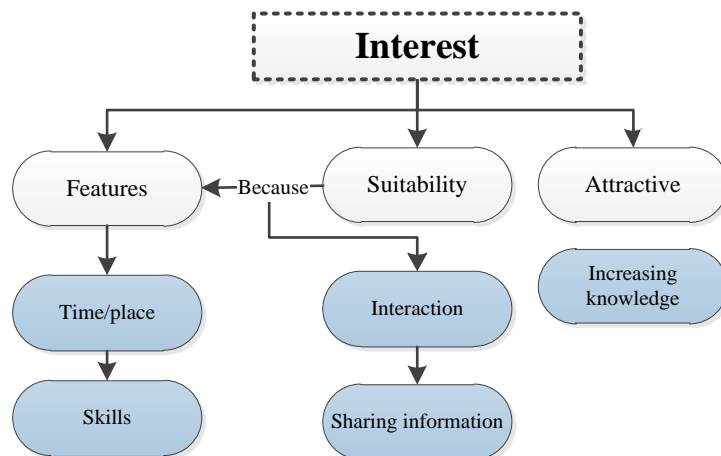 Interest
Features
Because
Suitability
Attractive
Time/place
Interaction
Increasing
knowledge
Skills
Sharing information